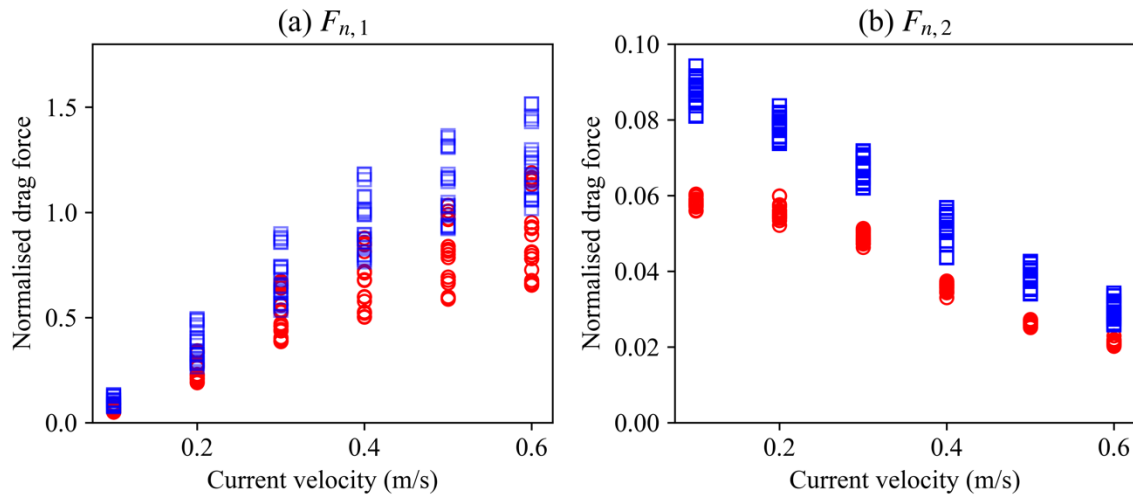 (a) F_{n,1}
1.5
1.0
0.5
0.0
0.2
0.4
0.6
Normalised drag force
Current velocity (m/s)
(b) F_{n,2}
0.10
0.08
0.06
0.04
0.02
0.00
0.2
0.4
0.6
Normalised drag force
Current velocity (m/s)